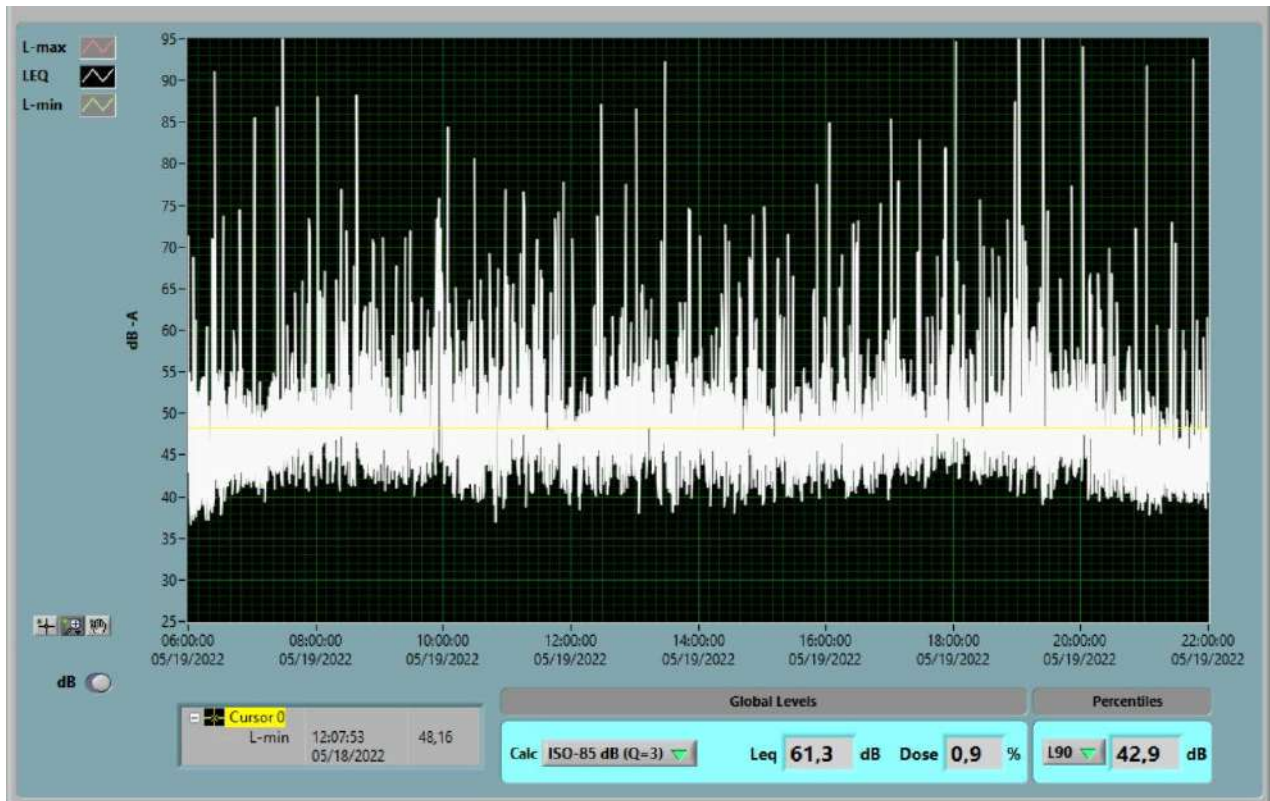 L-max
LEQ
L-min
dB -A
95-
90-
85-
80-
75-
70-
65-
60-
55-
50-
45-
40-
35-
30-
25-
06:00:00 08:00:00 10:00:00 12:00:00 14:00:00 16:00:00 18:00:00 20:00:00 22:00:00
05/19/2022 05/19/2022 05/19/2022 05/19/2022 05/19/2022 05/19/2022 05/19/2022 05/19/2022 05/19/2022
dB
Cursor 0
L-min 12:07:53 48,16
05/18/2022
Global Levels
Calc ISO-85 dB (Q=3) Leq 61,3 dB Dose 0,9 %
Percentiles
L90 42,9 dB